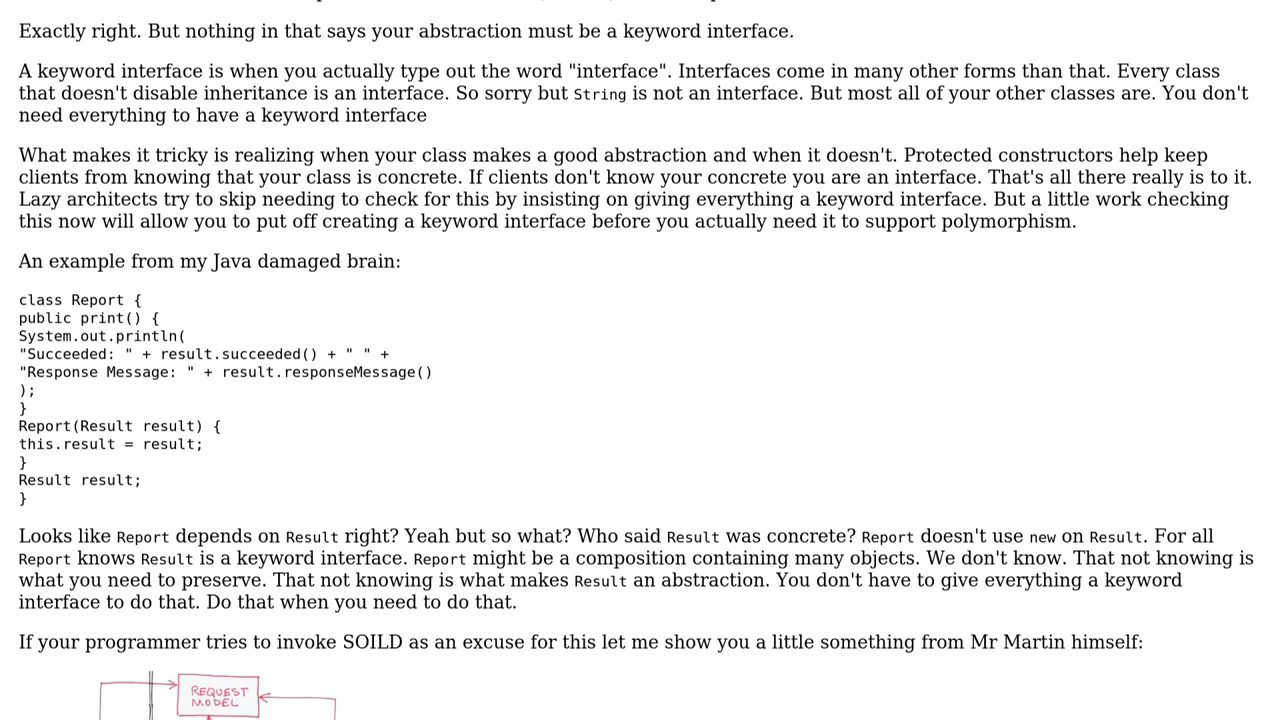 Exactly right. But nothing in that says your abstraction must be a keyword interface.
A keyword interface is when you actually type out the word "interface". Interfaces come in many other forms than that. Every class
that doesn't disable inheritance is an interface. So sorry but String is not an interface. But most all of your other classes are. You don't
need everything to have a keyword interface
What makes it tricky is realizing when your class makes a good abstraction and when it doesn't. Protected constructors help keep
clients from knowing that your class is concrete. If clients don't know your concrete you are an interface. That's all there really is to it.
Lazy architects try to skip needing to check for this by insisting on giving everything a keyword interface. But a little work checking
this now will allow you to put off creating a keyword interface before you actually need it to support polymorphism.
An example from my Java damaged brain:
class Report {
public print() {
System.out.println(
"Succeeded: " + result.succeeded() + " " +
"Response Message: " + result.responseMessage()
);
}
Report(Result result) {
this.result = result;
}
Result result;
}
Looks like Report depends on Result right? Yeah but so what? Who said Result was concrete? Report doesn't use new on Result. For all
Report knows Result is a keyword interface. Report might be a composition containing many objects. We don't know. That not knowing is
what you need to preserve. That not knowing is what makes Result an abstraction. You don't have to give everything a keyword
interface to do that. Do that when you need to do that.
If your programmer tries to invoke SOILD as an excuse for this let me show you a little something from Mr Martin himself:
REQUEST
MODEL